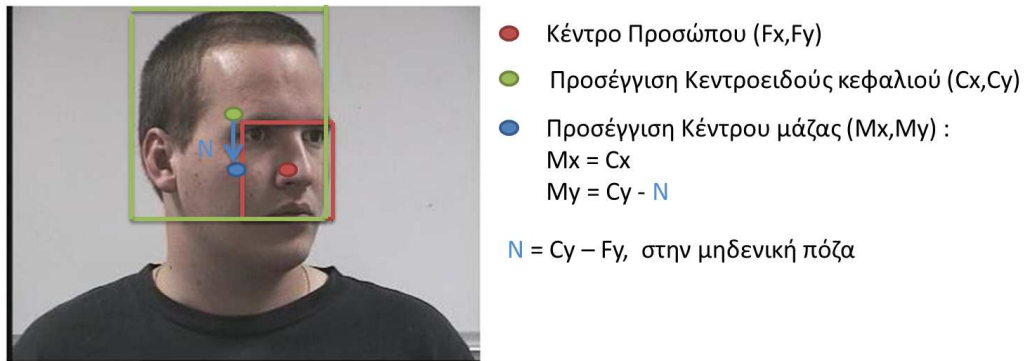 Κέντρο Προσώπου (Fx,Fy)
Προσέγγιση Κεντροειδούς κεφαλιού (Cx,Cy)
N
Προσέγγιση Κέντρου μάζας (Mx,My) :
Mx = Cx
My = Cy - N
N = Cy – Fy, στην μηδενική πόζα